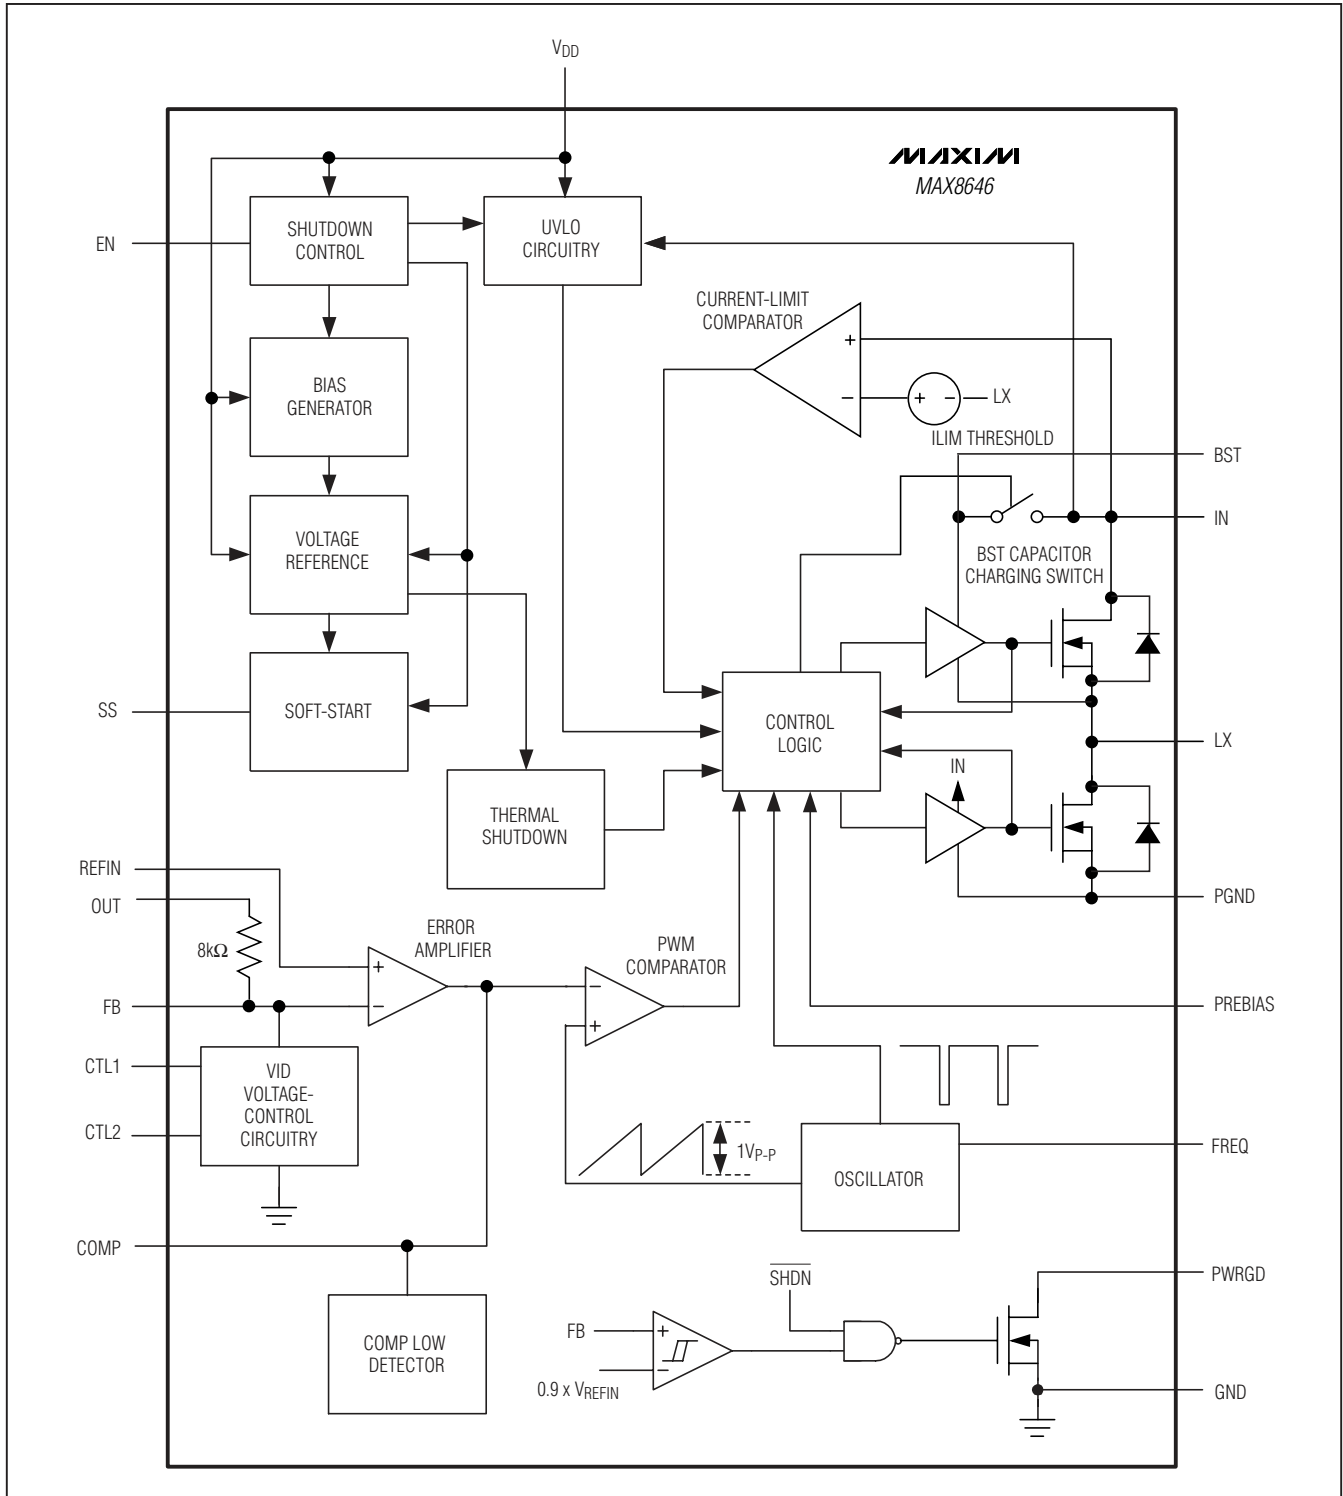 VDD
MAXIM
MAX8646
EN
SHUTDOWN
CONTROL
UVLO
CIRCUITRY
CURRENT-LIMIT
COMPARATOR
+
−
+ −
LX
ILIM THRESHOLD
BIAS
GENERATOR
BST
IN
BST CAPACITOR
CHARGING SWITCH
VOLTAGE
REFERENCE
SS
SOFT-START
CONTROL
LOGIC
LX
IN
THERMAL
SHUTDOWN
REFIN
OUT
8kΩ
ERROR
AMPLIFIER
+
−
PWM
COMPARATOR
−
+
PGND
FB
PREBIAS
CTL1
CTL2
VID
VOLTAGE-
CONTROL
CIRCUITRY
1VP-P
OSCILLATOR
FREQ
COMP
COMP LOW
DETECTOR
SHDN
PWRGD
FB
+
−
0.9 x VREFIN
GND